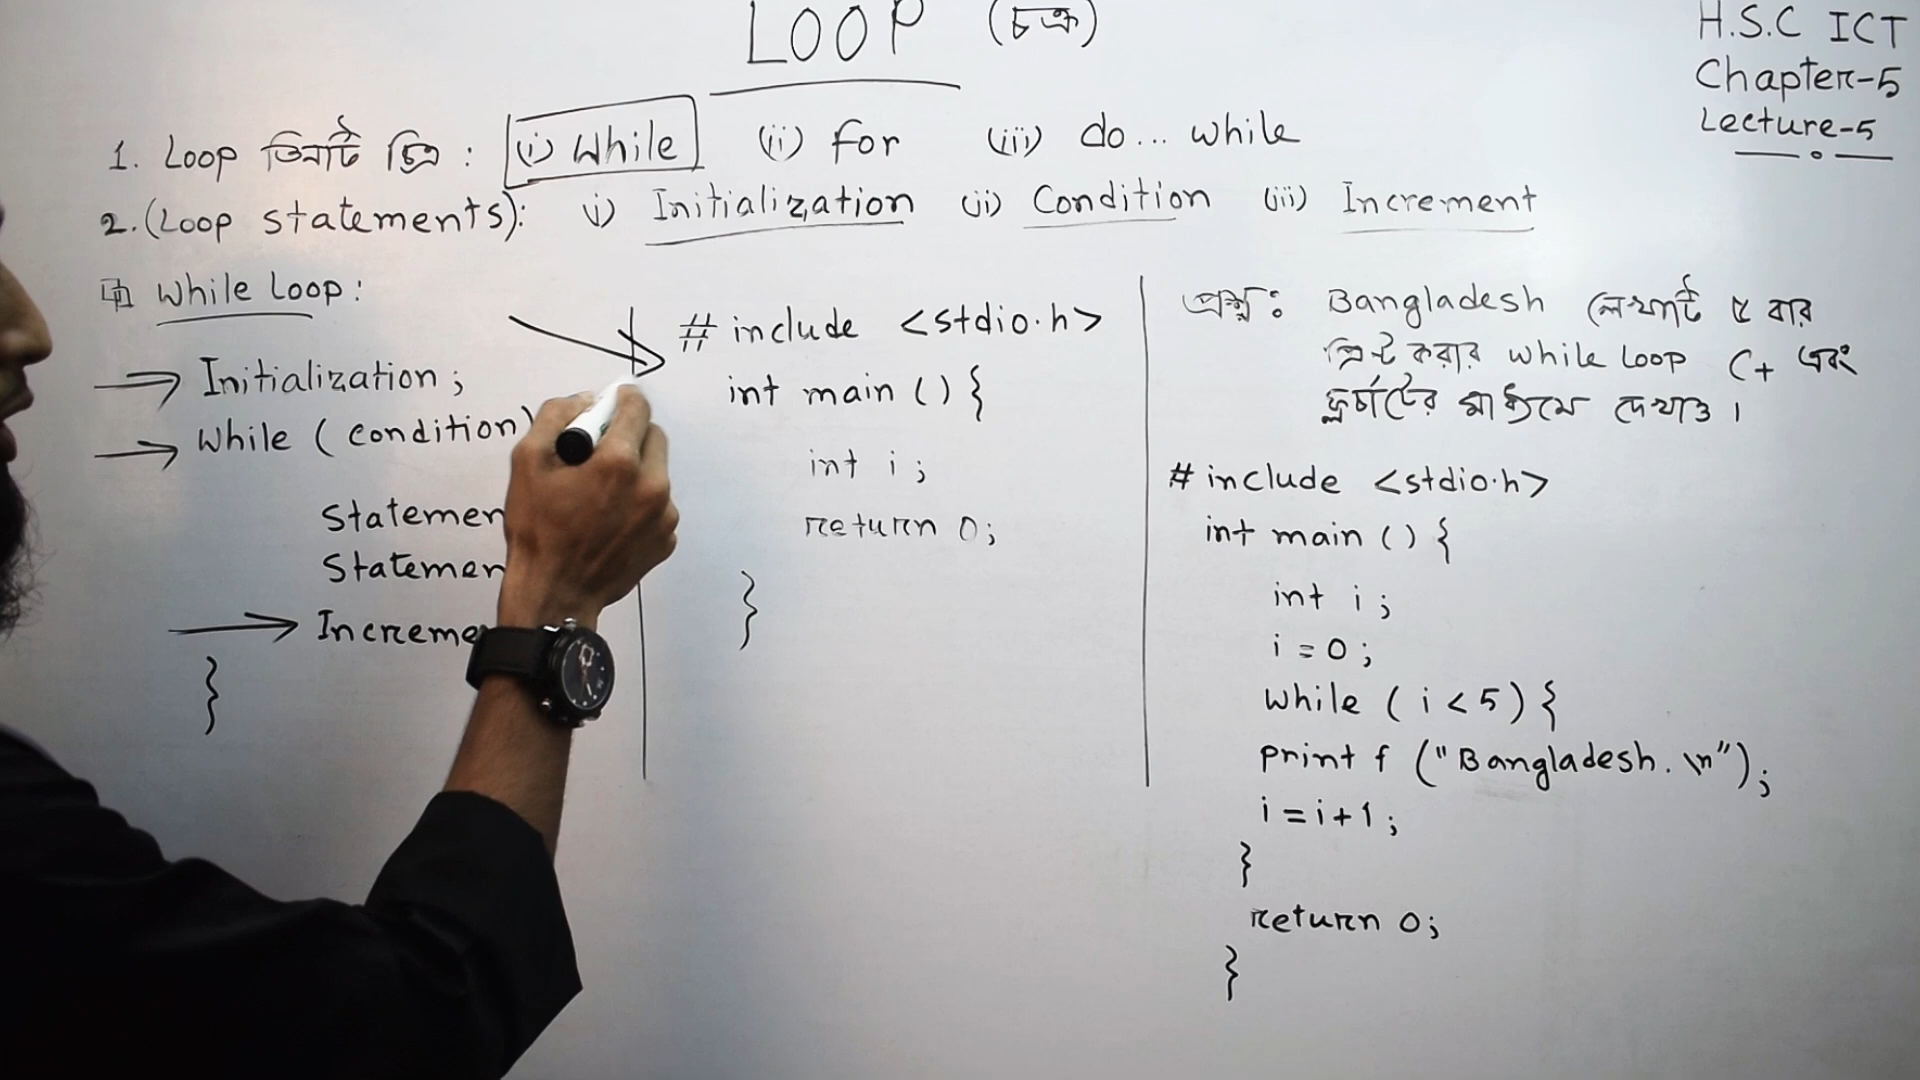 LOOP (চক্র)
H.S.C ICT
Chapter-5
Lecture-5
1. Loop তিনটি চিত্র : (i) While (ii) for (iii) do... while
2. (Loop statements): i) Initialization ii) Condition iii) Increment
While Loop :
Initialization ;
While ( condition)
Statemen
Statemen
Increme
}
# include <stdio.h>
int main () {
int i ;
return 0;
}
প্রশ্ন : Bangladesh লেখাটি ৫ বার
প্রিন্ট করার while loop C+ এবং
ফ্লচার্টের মাধ্যমে দেখাও ।
# include <stdio.h>
int main () {
int i ;
i = 0 ;
while ( i < 5 ) {
print f ("Bangladesh. \n") ;
i = i + 1 ;
}
return 0;
}